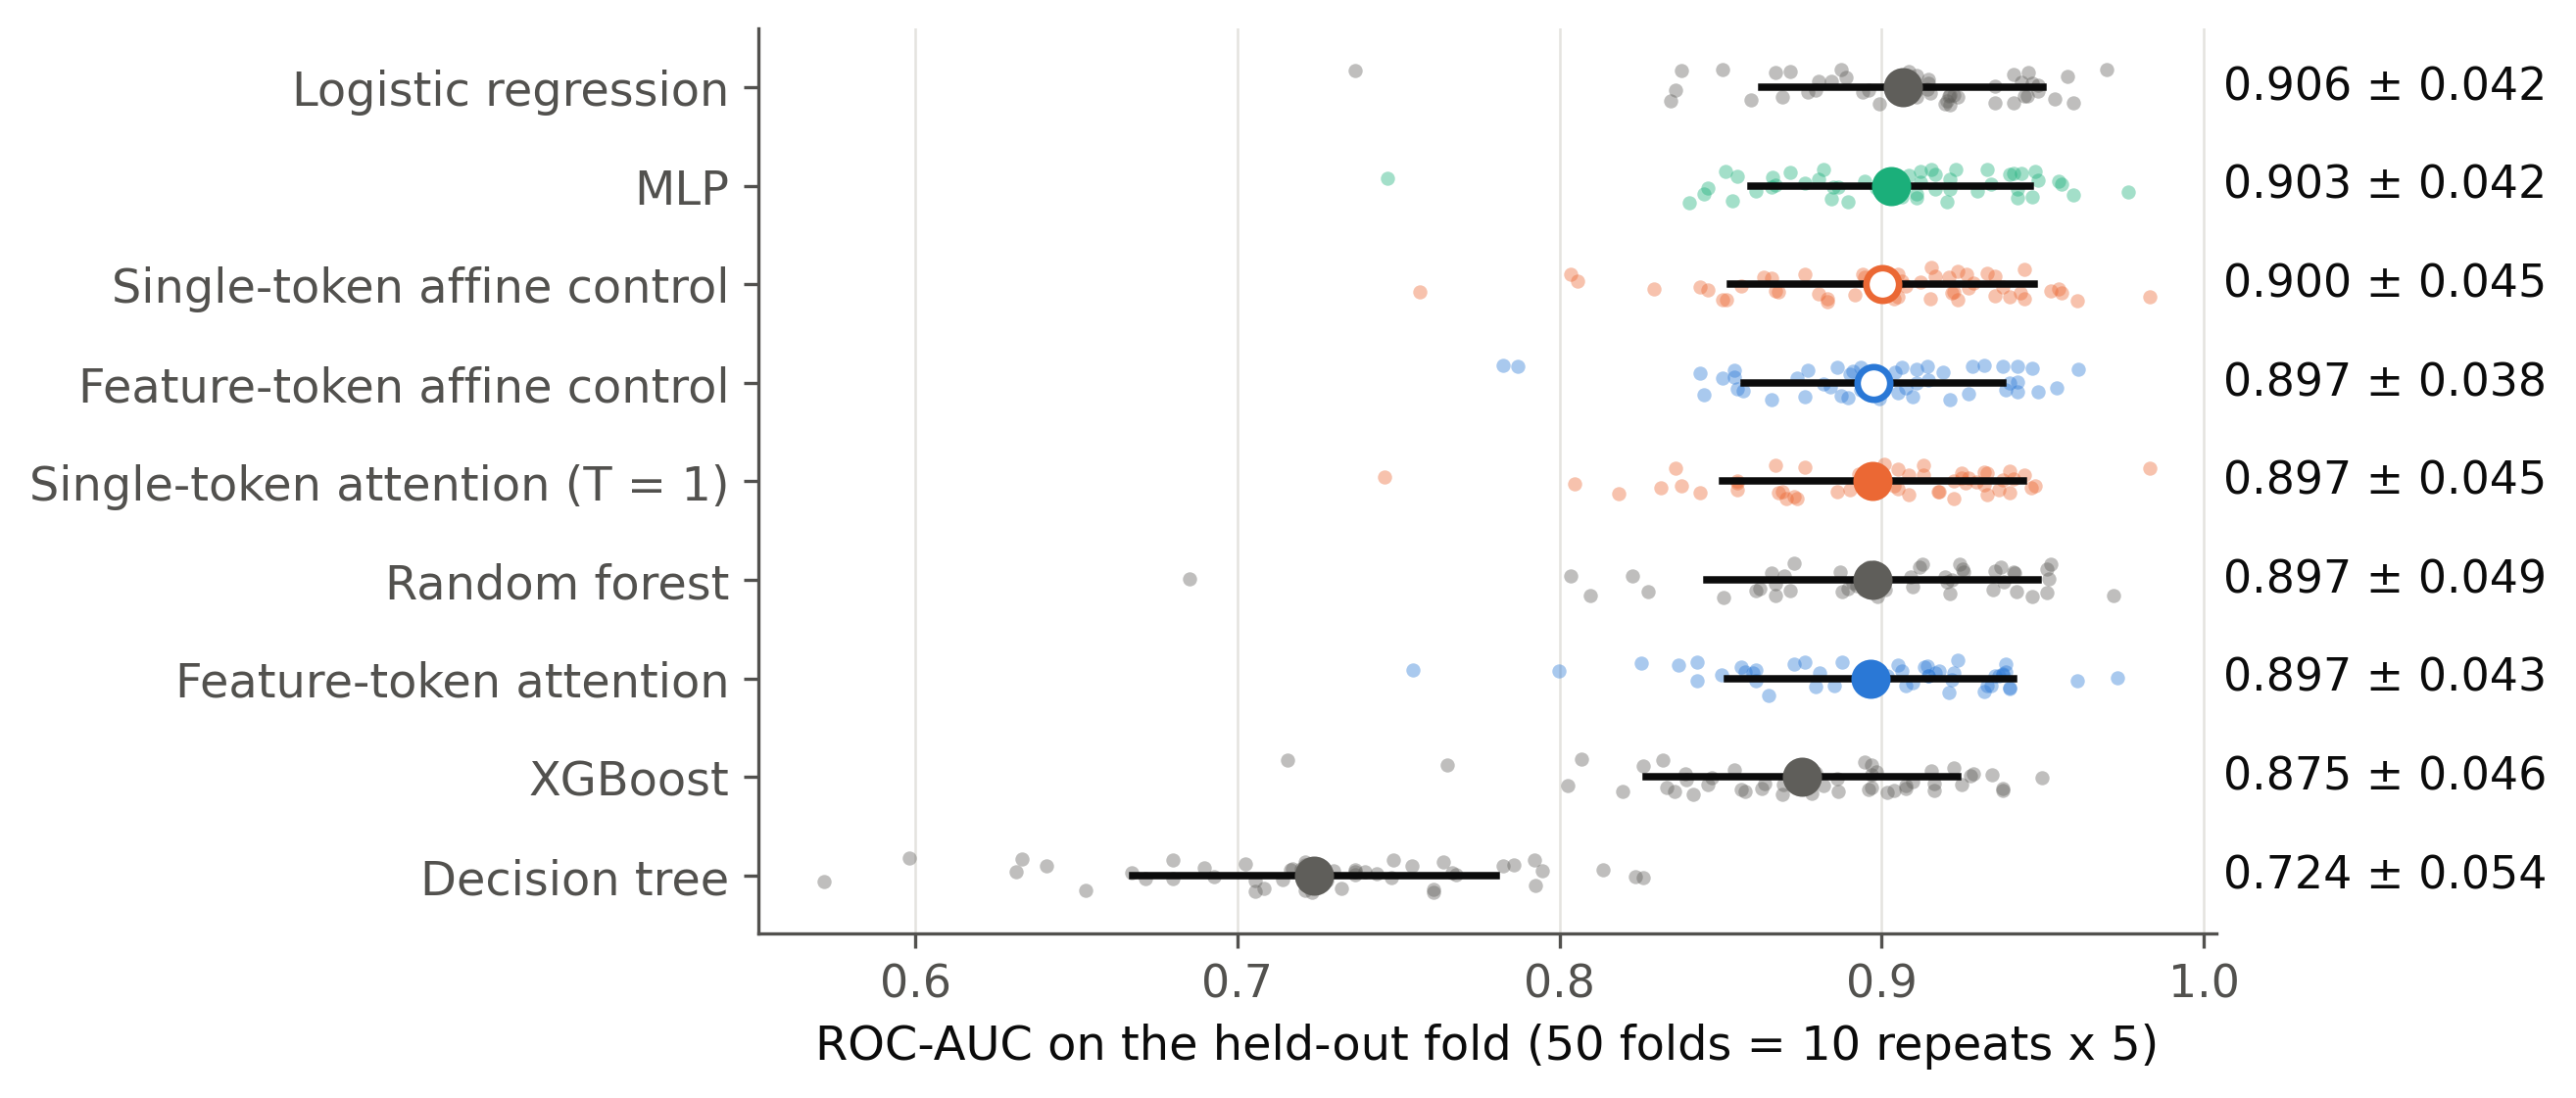 Logistic regression 0.906 ± 0.042
MLP 0.903 ± 0.042
Single-token affine control 0.900 ± 0.045
Feature-token affine control 0.897 ± 0.038
Single-token attention (T = 1) 0.897 ± 0.045
Random forest 0.897 ± 0.049
Feature-token attention 0.897 ± 0.043
XGBoost 0.875 ± 0.046
Decision tree 0.724 ± 0.054
0.6 0.7 0.8 0.9 1.0
ROC-AUC on the held-out fold (50 folds = 10 repeats x 5)